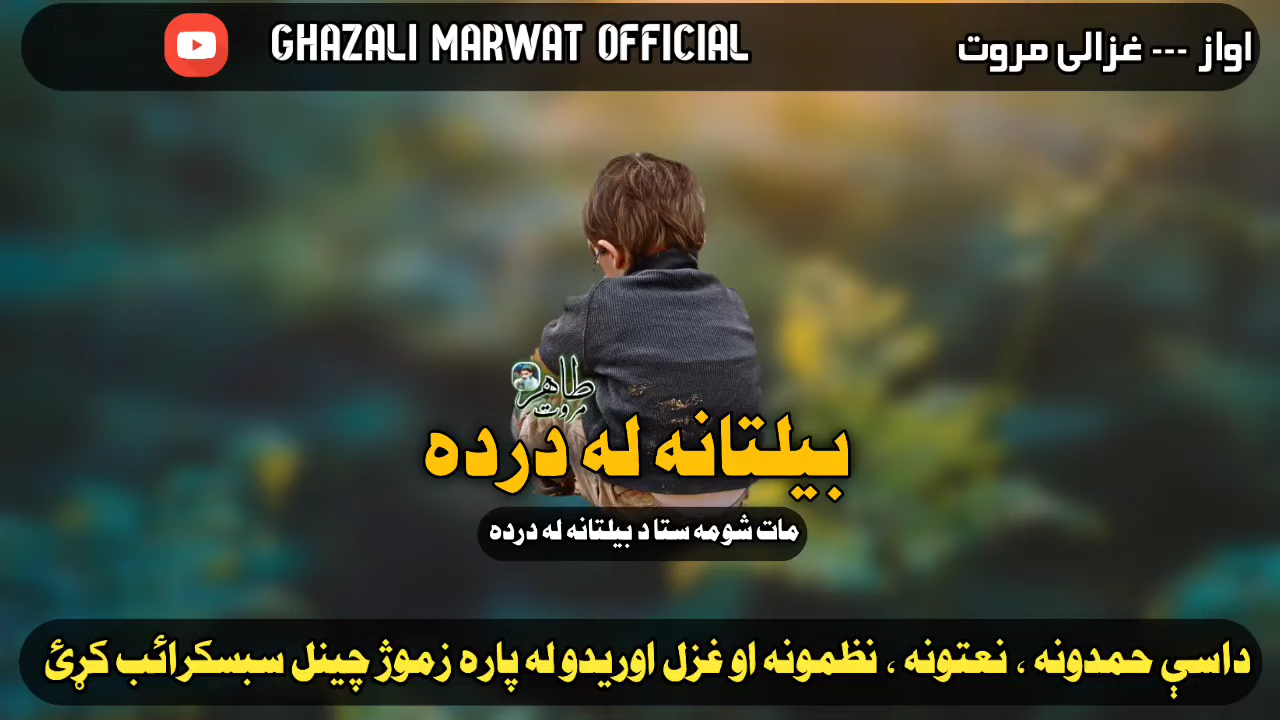 GHAZALI MARWAT OFFICIAL
اواز --- غزالی مروت
طاهر
مروت
بیلتانه له درده
مات شومه ستا د بیلتانه له درده
داسې حمدونه ، نعتونه ، نظمونه او غزل اوریدو له پاره زموژ چینل سبسکرائب کړئ